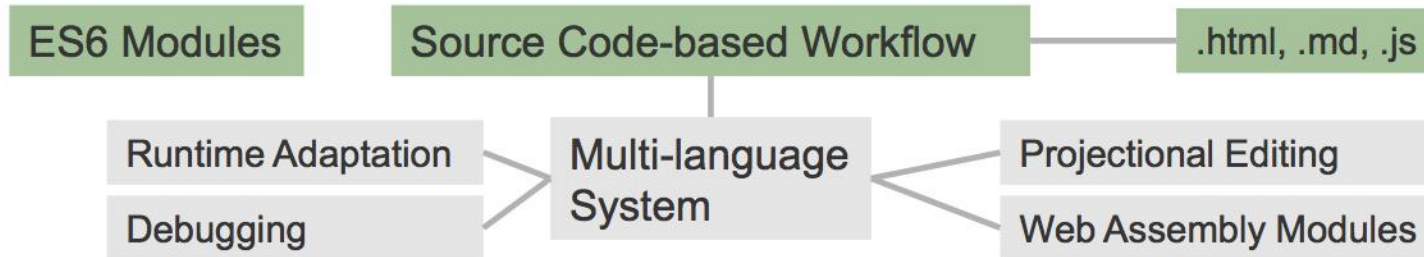 ES6 Modules
Source Code-based Workflow
.html, .md, .js
Runtime Adaptation
Debugging
Multi-language
System
Projectional Editing
Web Assembly Modules